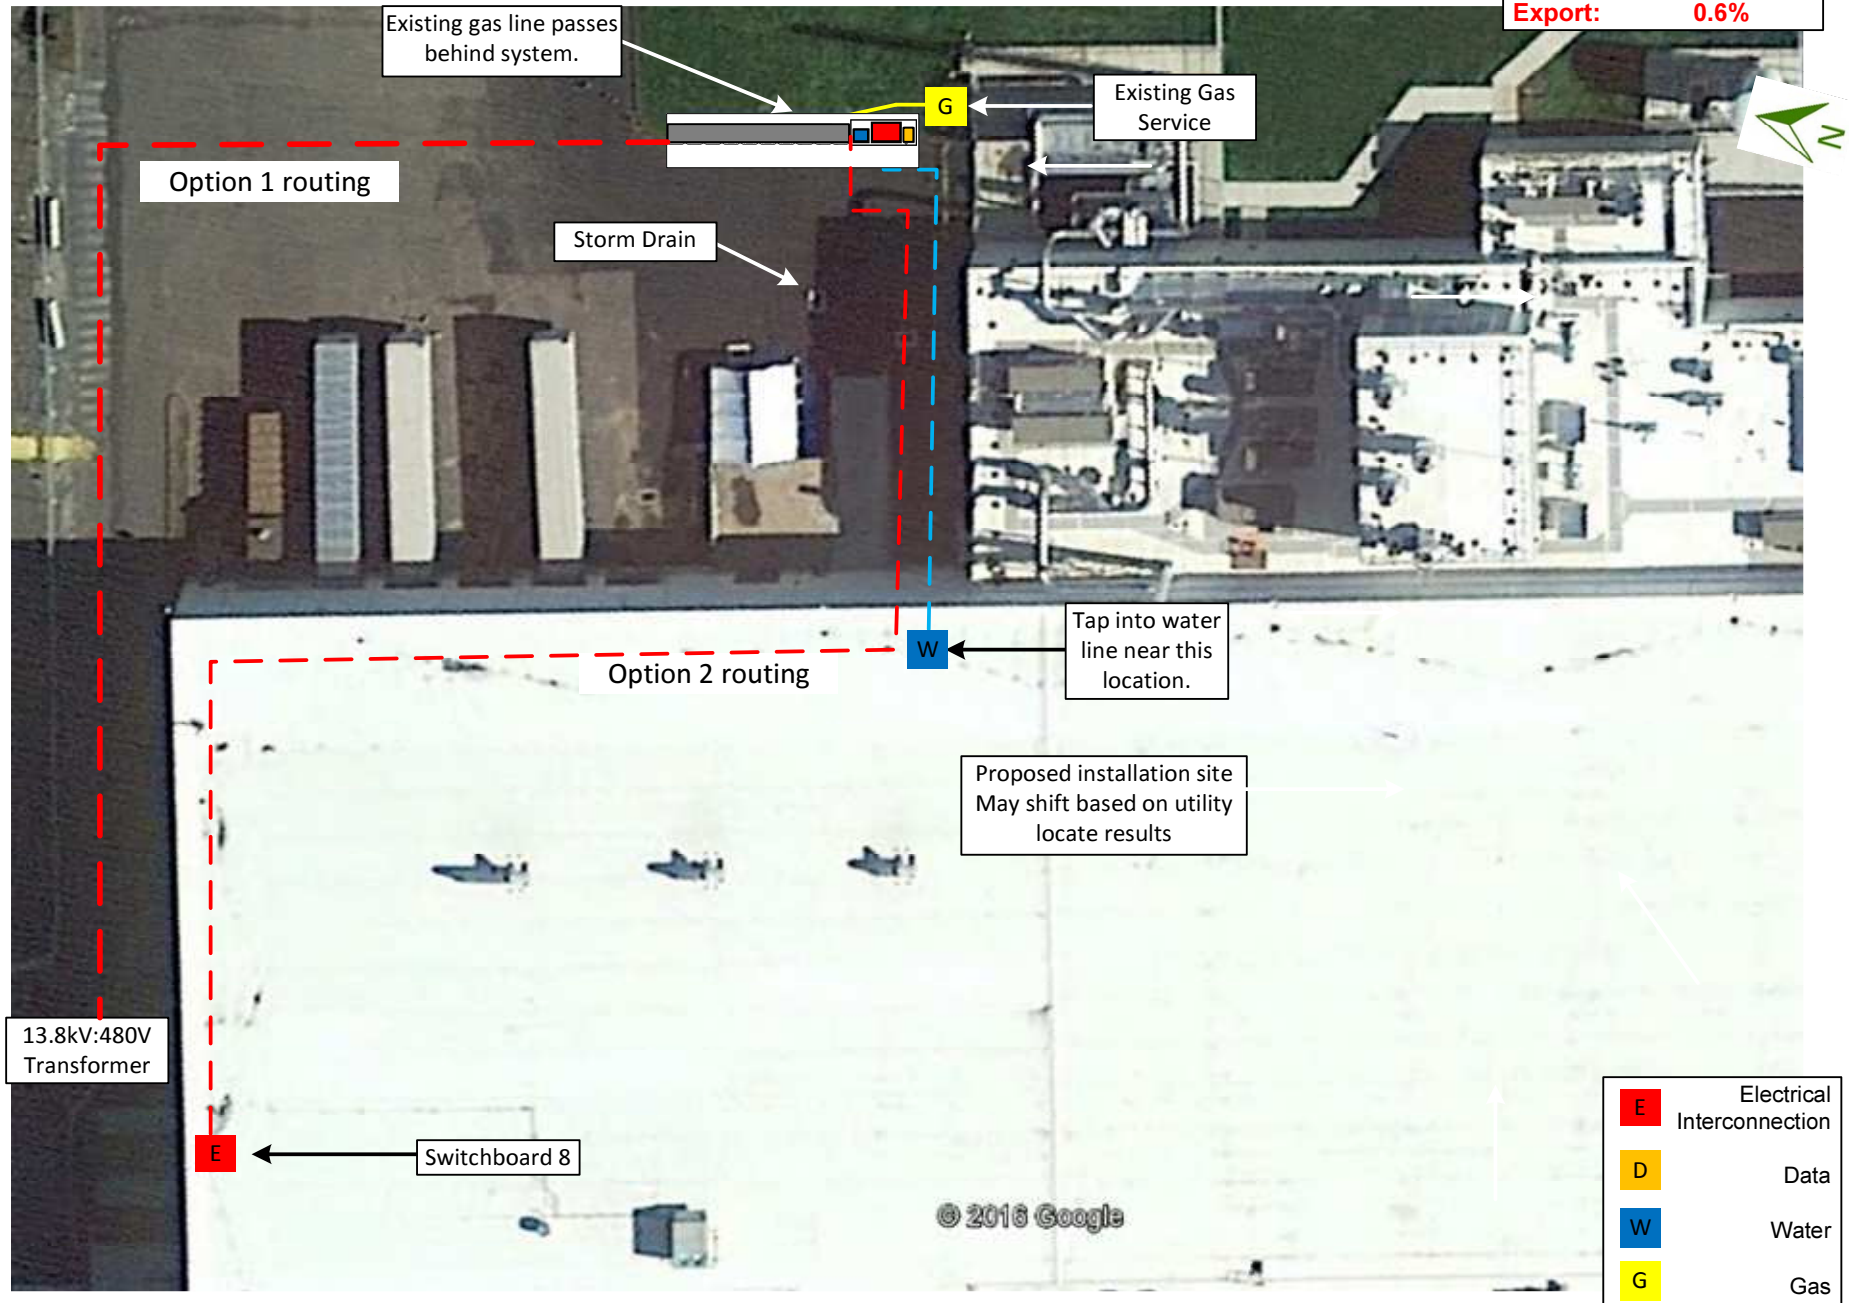 Export: 0.6%
Existing gas line passes
behind system.
G
Existing Gas
Service
N
Option 1 routing
Storm Drain
Tap into water
line near this
location.
W
Option 2 routing
Proposed installation site
May shift based on utility
locate results
13.8kV:480V
Transformer
E
Switchboard 8
© 2016 Google
E Electrical
Interconnection
D Data
W Water
G Gas